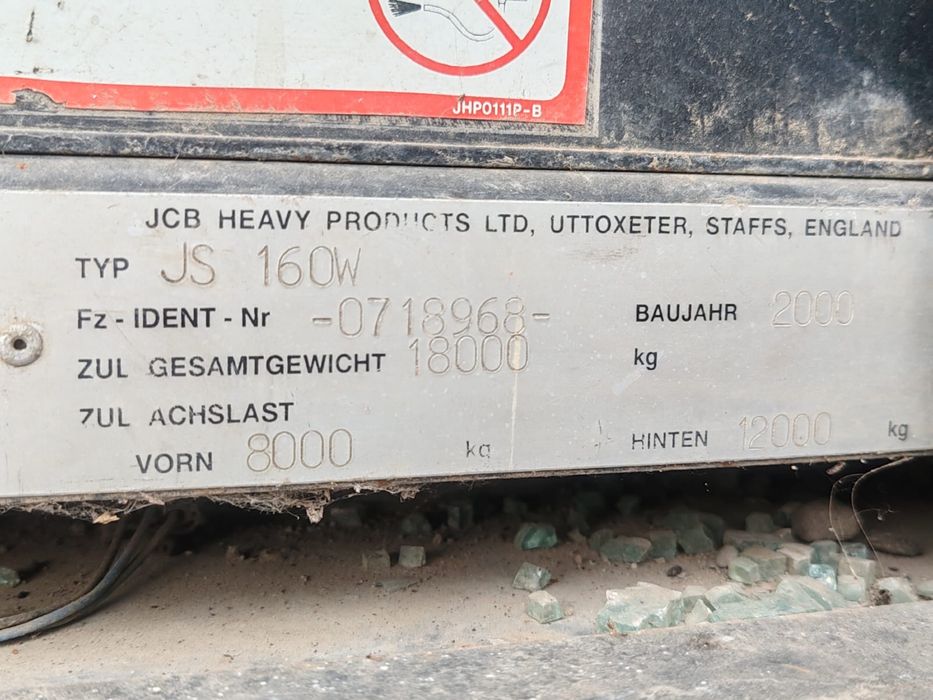 JHP0111P-B
JCB HEAVY PRODUCTS LTD, UTTOXETER, STAFFS, ENGLAND
TYP JS 160W
Fz - IDENT - Nr -0718968- BAUJAHR 2000
ZUL GESAMTGEWICHT 18000 kg
ZUL ACHSLAST
VORN 8000 kg HINTEN 12000 kg